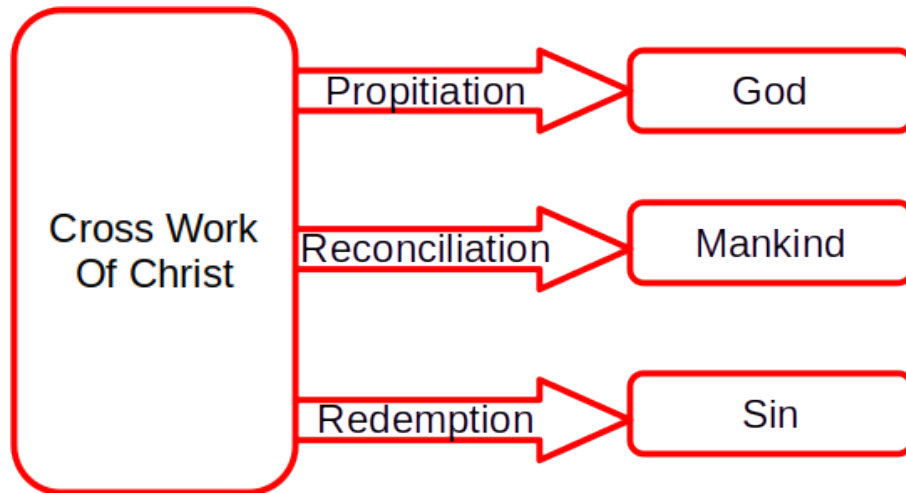 Cross Work
Of Christ
Propitiation
God
Reconciliation
Mankind
Redemption
Sin